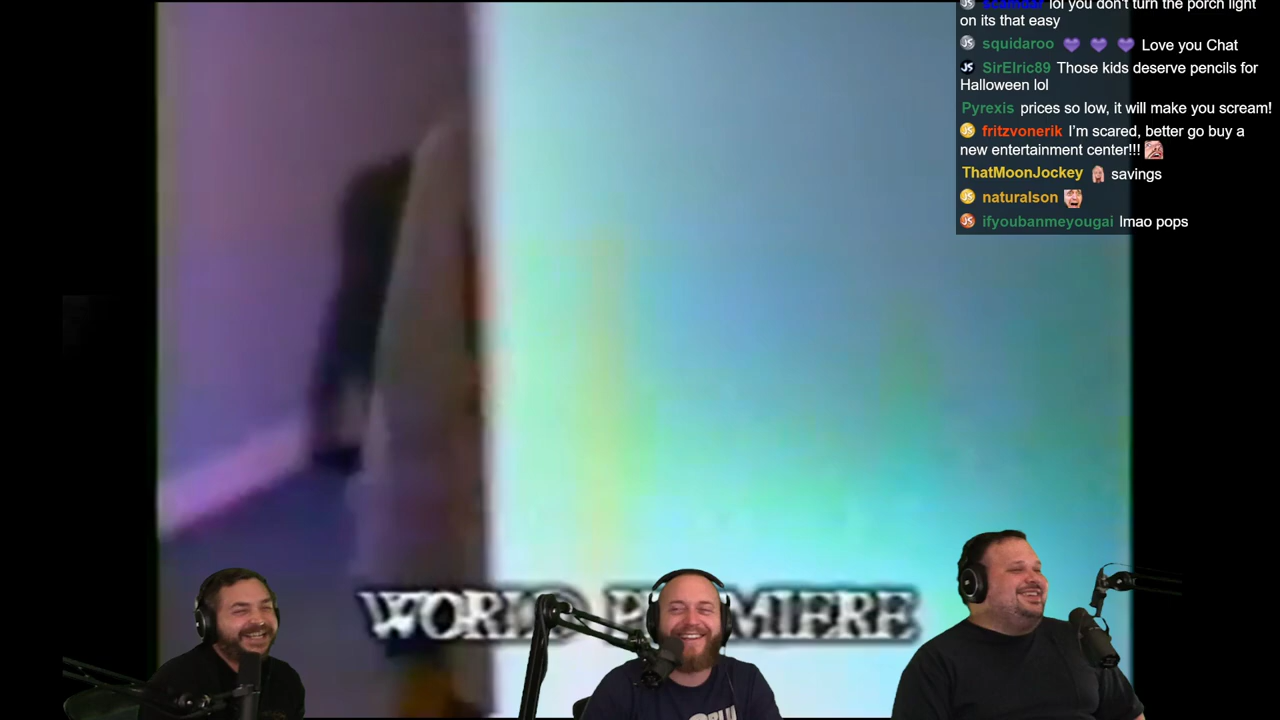 lol you don't turn the porch light
on its that easy
squidaroo Love you Chat
SirElric89 Those kids deserve pencils for
Halloween lol
Pyrexis prices so low, it will make you scream!
fritzvonerik I'm scared, better go buy a
new entertainment center!!!
ThatMoonJockey savings
naturalson
ifyoubanmeyougai lmao pops
WORLD PREMIERE